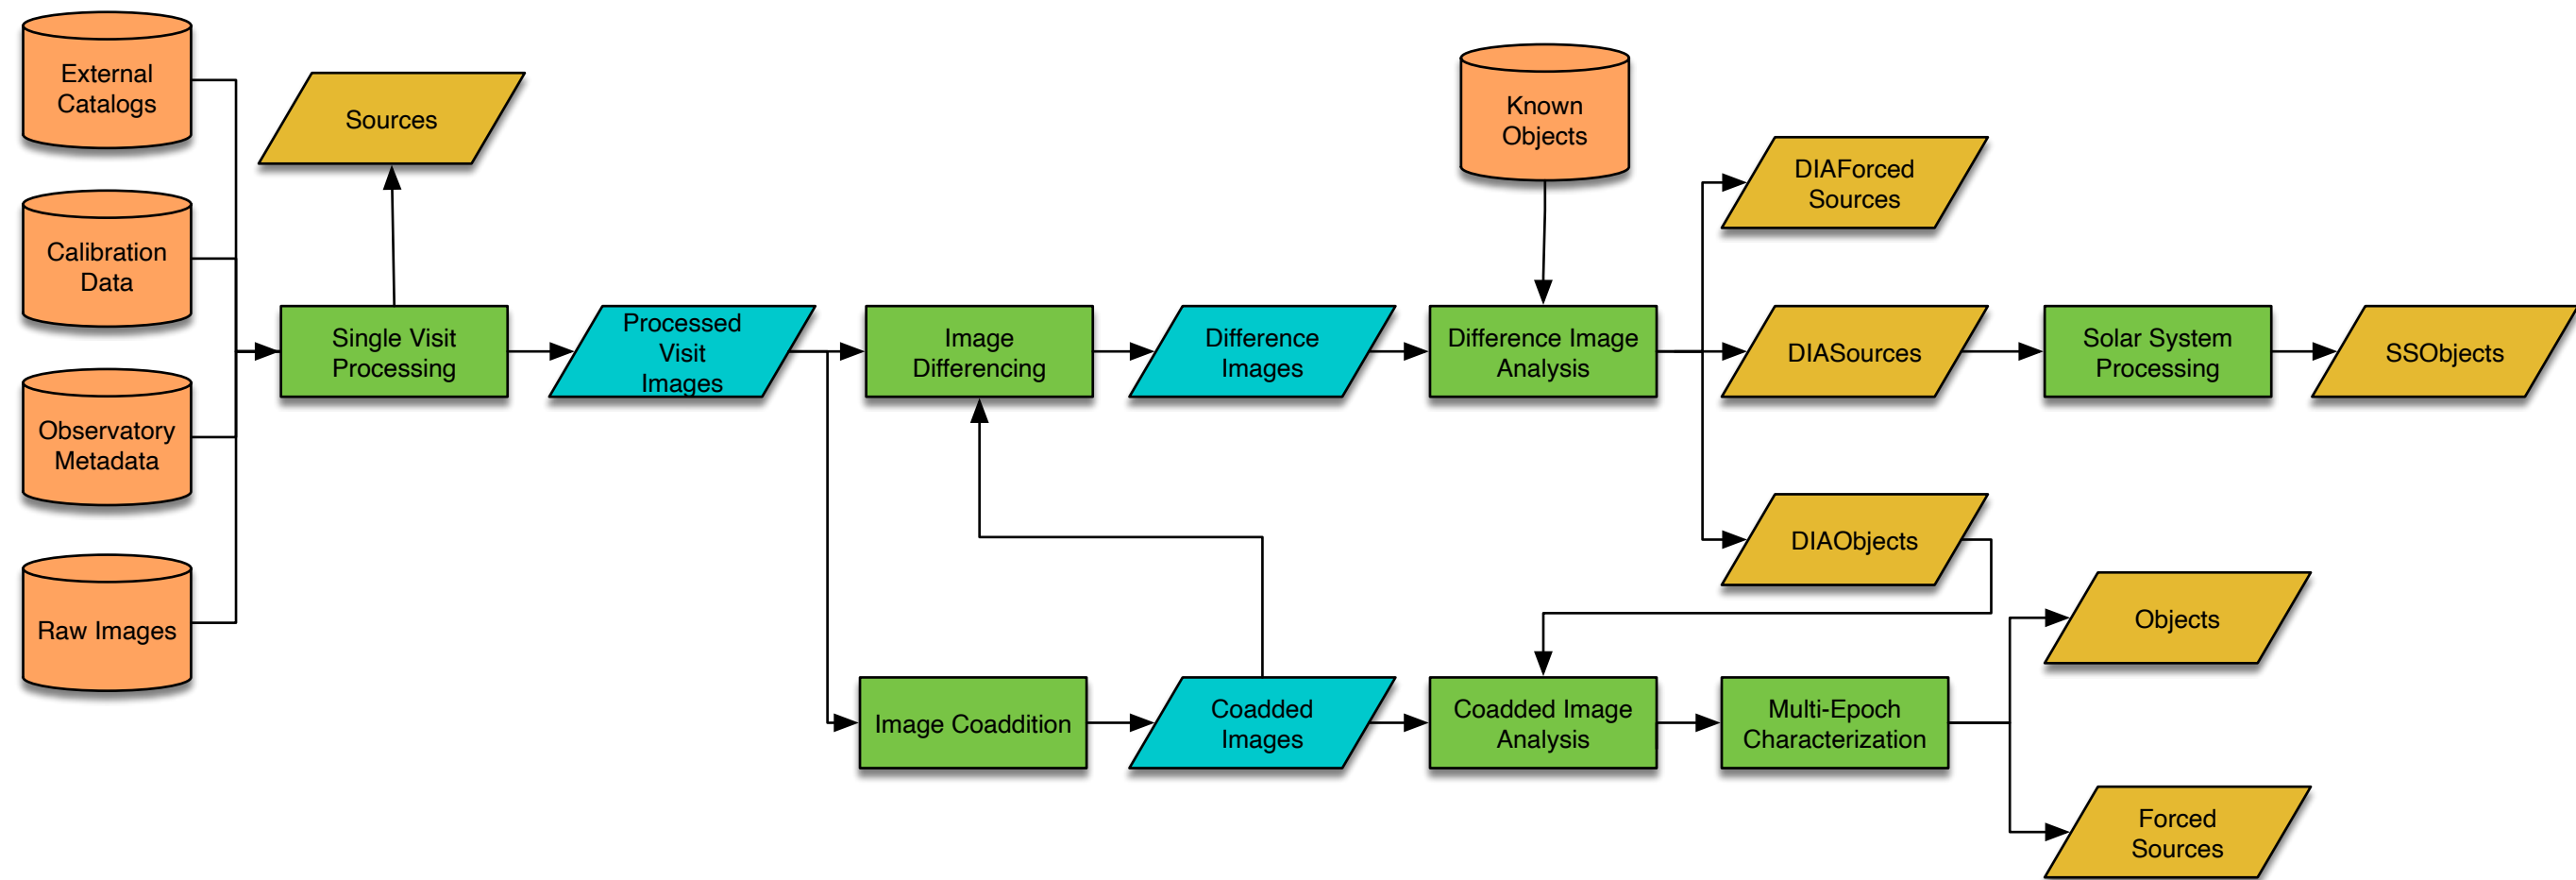 External
Catalogs
Sources
Known
Objects
DIAForced
Sources
Calibration
Data
Single Visit
Processing
Processed
Visit
Images
Image
Differencing
Difference
Images
Difference Image
Analysis
DIASources
Solar System
Processing
SSObjects
Observatory
Metadata
DIAObjects
Raw Images
Objects
Image Coaddition
Coadded
Images
Coadded Image
Analysis
Multi-Epoch
Characterization
Forced
Sources